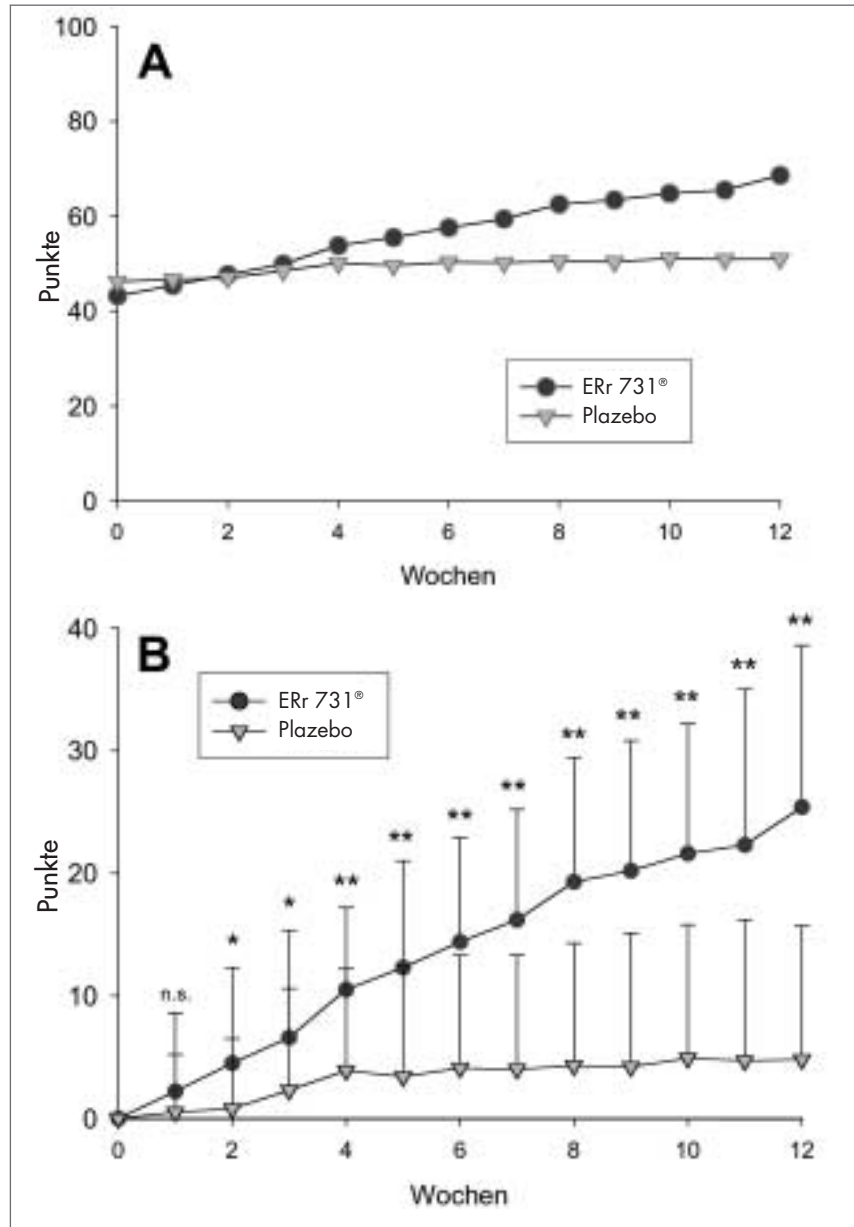 A
100
80
60
40
20
0
Punkte
ERr 731®
Plazebo
0 2 4 6 8 10 12
Wochen
B
40
30
20
10
0
Punkte
ERr 731®
Plazebo
n.s. * * ** ** ** ** ** ** ** ** **
0 2 4 6 8 10 12
Wochen